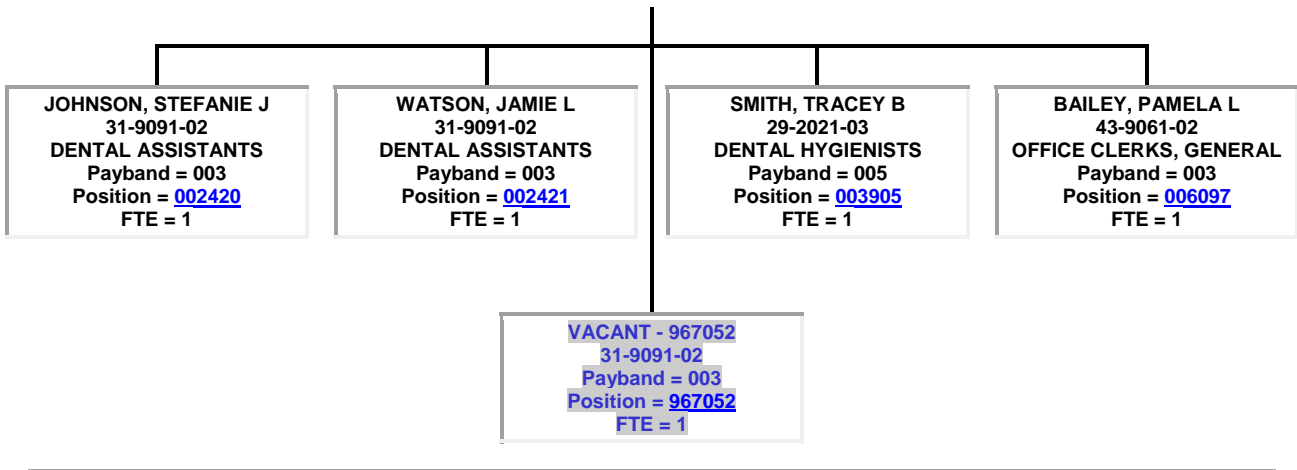 JOHNSON, STEFANIE J
31-9091-02
DENTAL ASSISTANTS
Payband = 003
Position = 002420
FTE = 1
WATSON, JAMIE L
31-9091-02
DENTAL ASSISTANTS
Payband = 003
Position = 002421
FTE = 1
SMITH, TRACEY B
29-2021-03
DENTAL HYGIENISTS
Payband = 005
Position = 003905
FTE = 1
BAILEY, PAMELA L
43-9061-02
OFFICE CLERKS, GENERAL
Payband = 003
Position = 006097
FTE = 1
VACANT - 967052
31-9091-02
Payband = 003
Position = 967052
FTE = 1